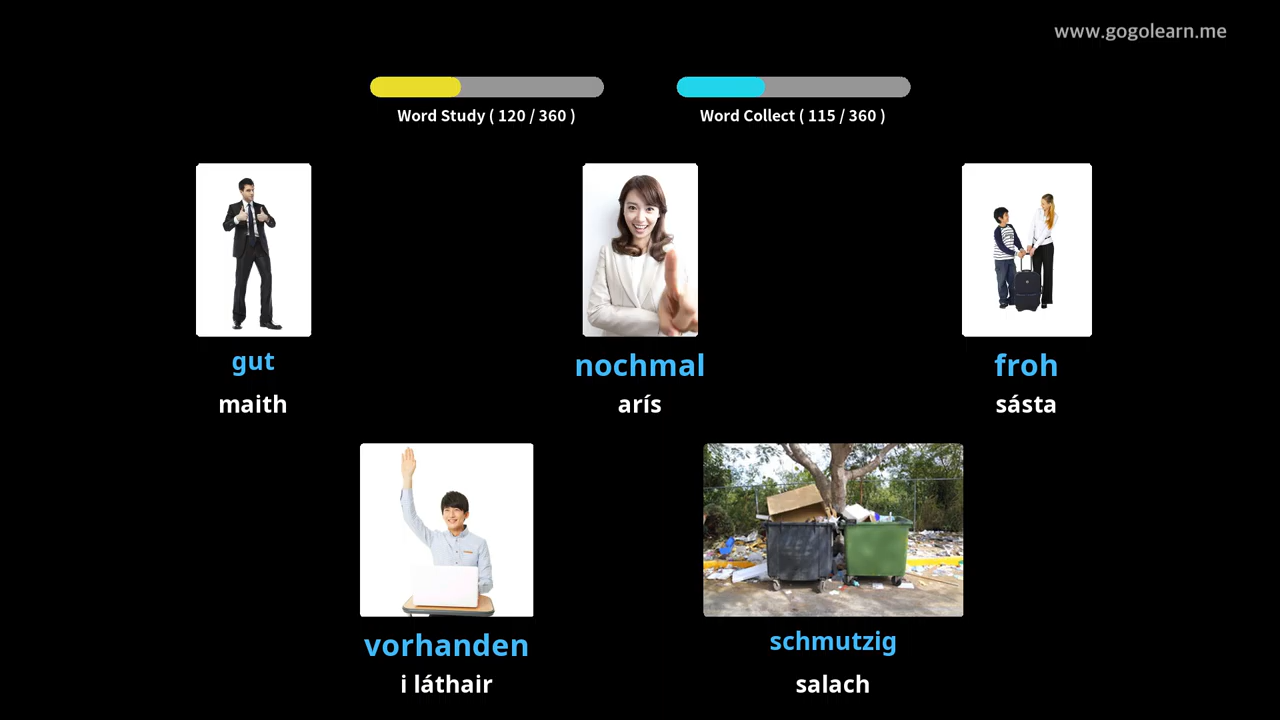 www.gogolearn.me
Word Study ( 120 / 360 )
Word Collect ( 115 / 360 )
gut
maith
nochmal
arís
froh
sásta
vorhanden
i láthair
schmutzig
salach